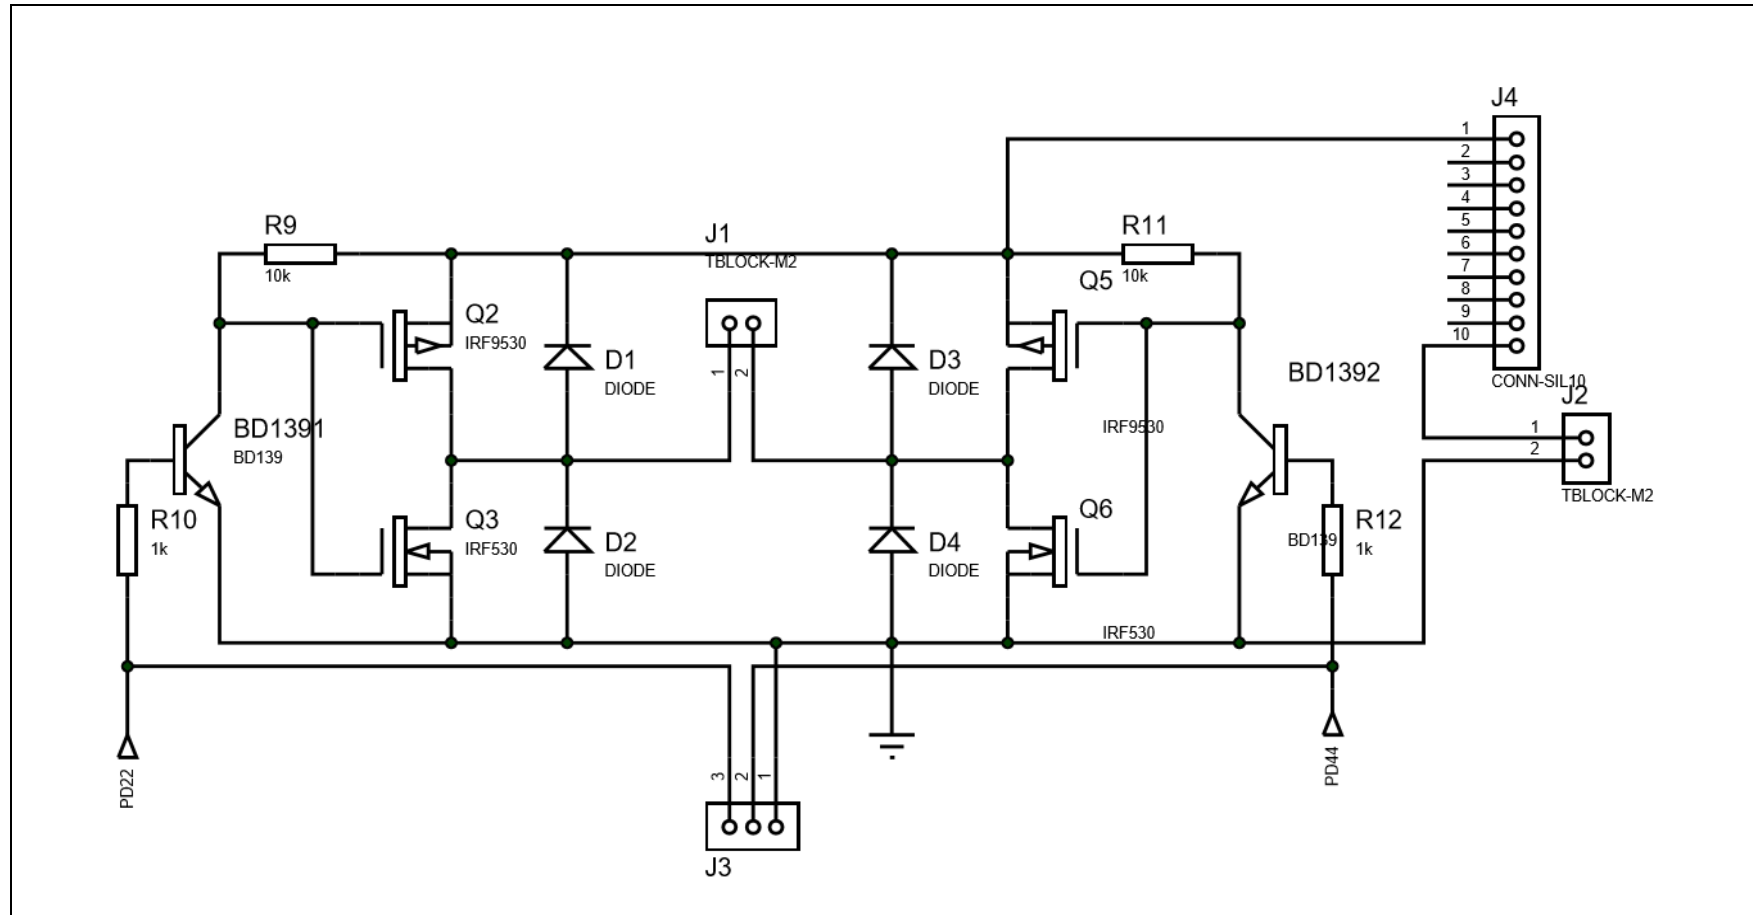 J4
1
2
3
4
5
6
7
8
9
10
CONN-SIL10
R9
10k
J1
TBLOCK-M2
1
2
R11
10k
Q5
IRF9530
Q2
IRF9530
D1
DIODE
D3
DIODE
BD1392
BD139
J2
1
2
TBLOCK-M2
BD1391
BD139
R10
1k
Q3
IRF530
D2
DIODE
D4
DIODE
Q6
IRF530
R12
1k
PD22
PD44
3
2
1
J3